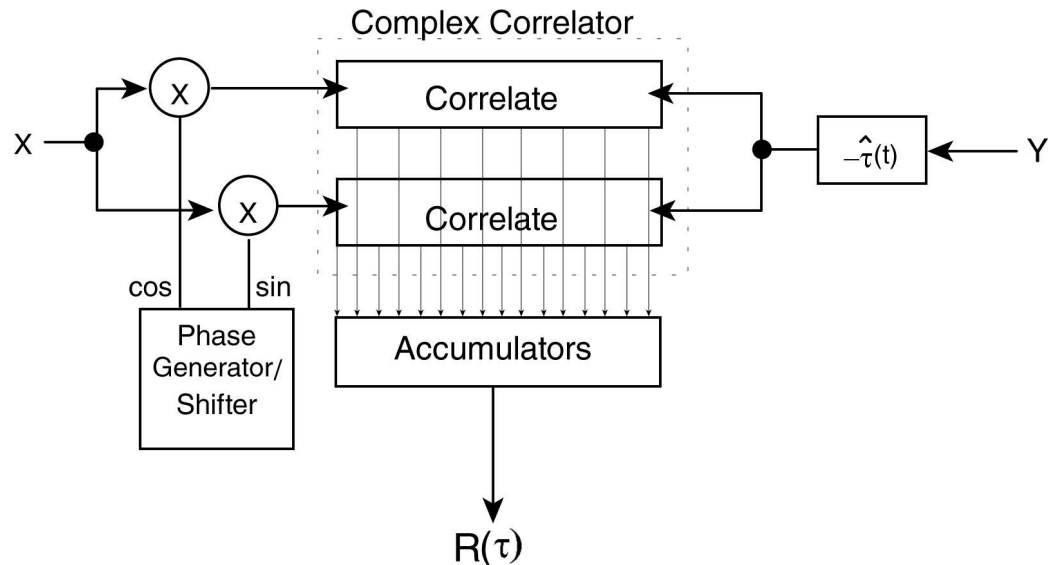 Complex Correlator
X
Correlate
X
-τ̂(t)
Y
X
Correlate
cos
sin
Phase
Generator/
Shifter
Accumulators
R(τ)